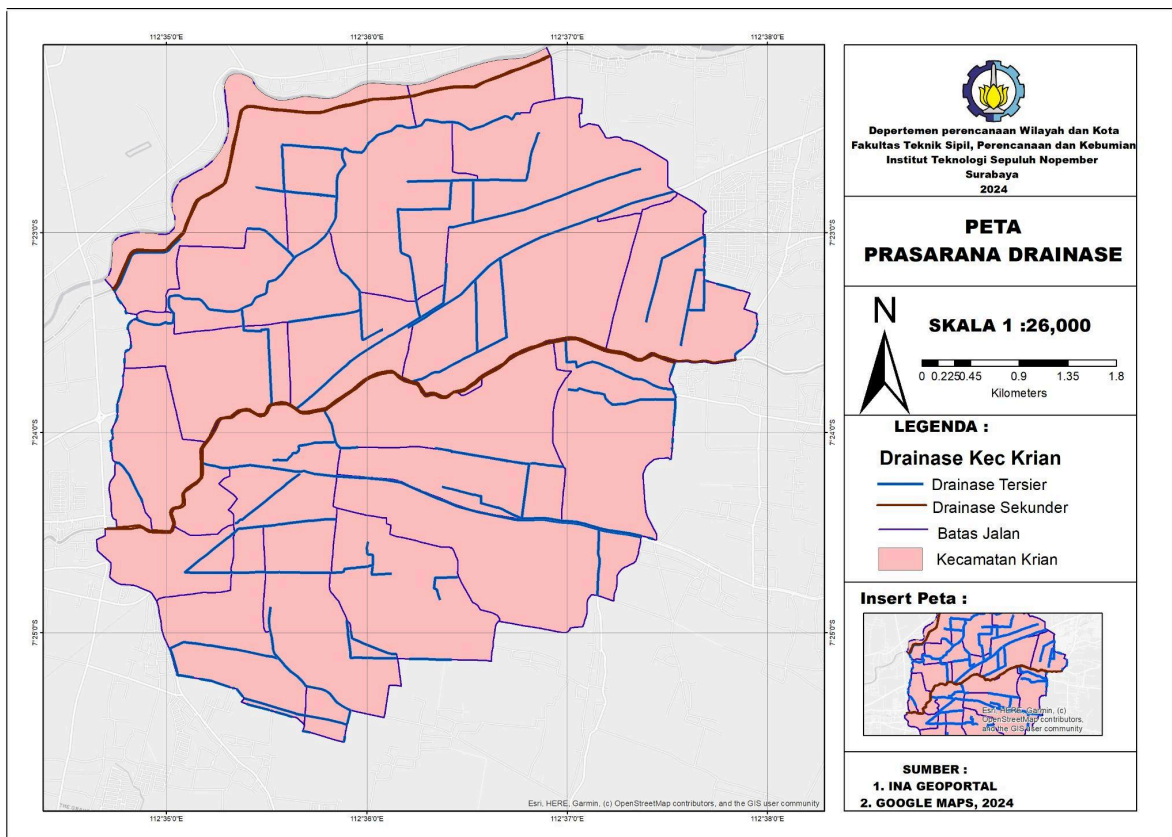 112°35'0"E
112°36'0"E
112°37'0"E
112°38'0"E
7°23'0"S
7°24'0"S
7°25'0"S
7°23'0"S
7°24'0"S
7°25'0"S
Esri, HERE, Garmin, (c) OpenStreetMap contributors, and the GIS user community
112°35'0"E
112°36'0"E
112°37'0"E
112°38'0"E
Depertemen perencanaan Wilayah dan Kota
Fakultas Teknik Sipil, Perencanaan dan Kebumian
Institut Teknologi Sepuluh Nopember
Surabaya
2024
PETA
PRASARANA DRAINASE
N
SKALA 1 :26,000
0 0.2250.45 0.9 1.35 1.8
Kilometers
LEGENDA :
Drainase Kec Krian
Drainase Tersier
Drainase Sekunder
Batas Jalan
Kecamatan Krian
Insert Peta :
Esri, HERE, Garmin, (c)
OpenStreetMap contributors,
and the GIS user community
SUMBER :
1. INA GEOPORTAL
2. GOOGLE MAPS, 2024